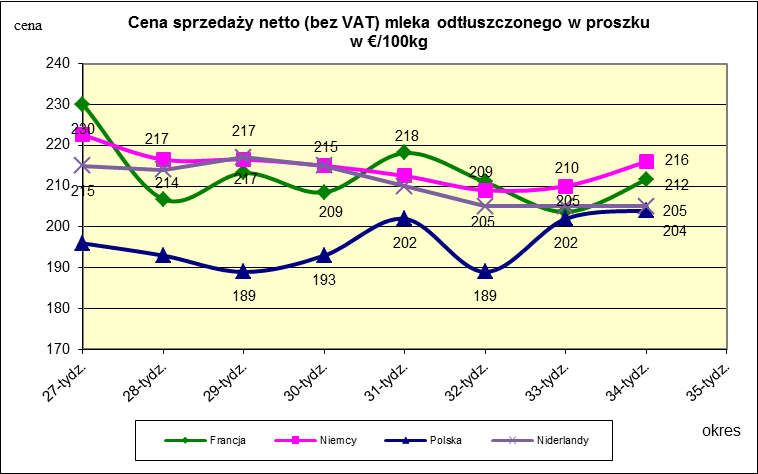 cena
Cena sprzedaży netto (bez VAT) mleka odtłuszczonego w proszku
w €/100kg
240
230
220
210
200
190
180
170
220
217
217
215
218
209
210
216
215
214
217
209
205
205
212
205
204
202
202
193
189
189
27-tydz.
28-tydz.
29-tydz.
30-tydz.
31-tydz.
32-tydz.
33-tydz.
34-tydz.
35-tydz.
okres
Francja
Niemcy
Polska
Niderlandy